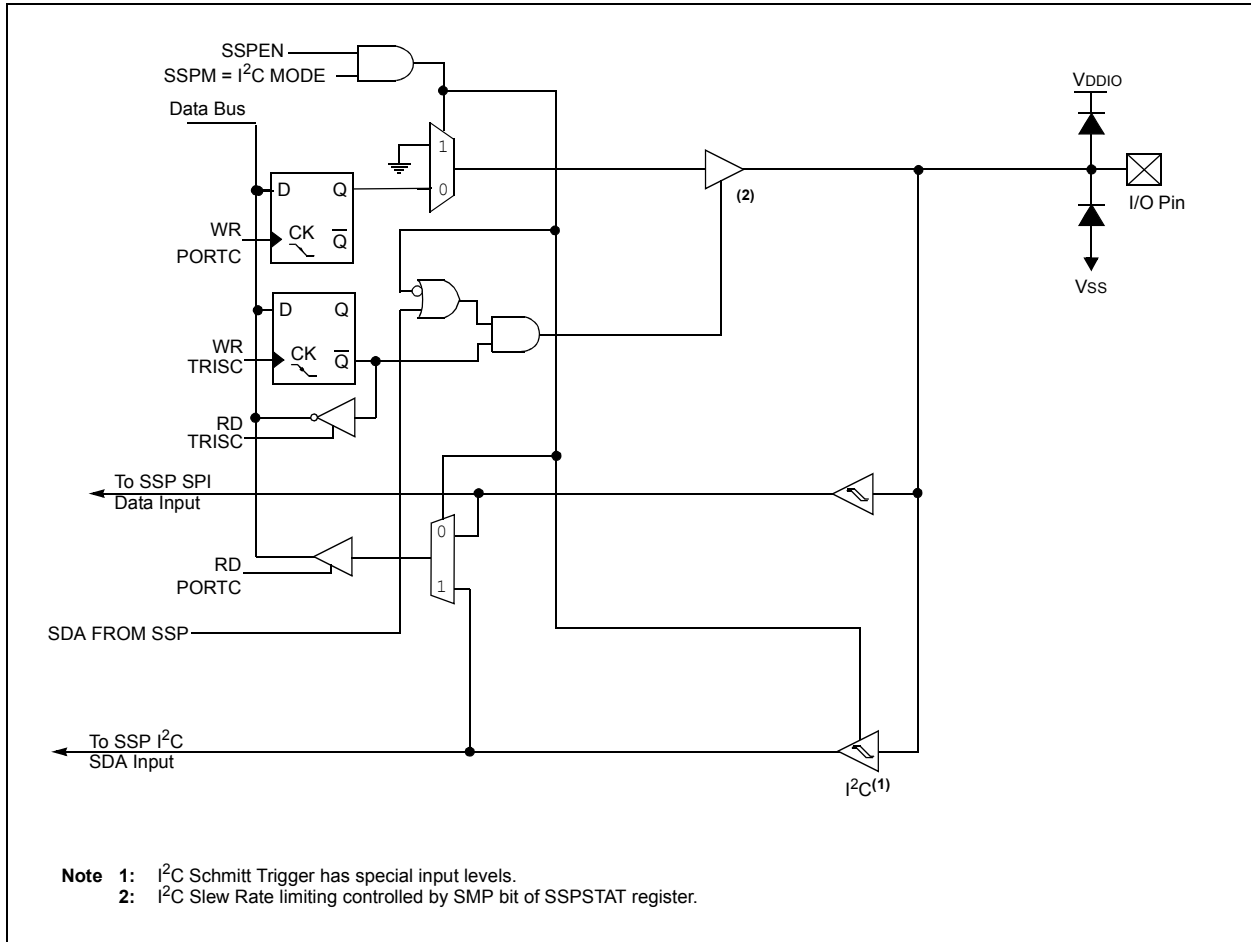 SSPEN
SSPM = I²C MODE
Data Bus
VDDIO
1
0
(2)
I/O Pin
D Q
CK Q̅
WR
PORTC
VSS
D Q
CK Q̅
WR
TRISC
RD
TRISC
To SSP SPI
Data Input
0
1
RD
PORTC
SDA FROM SSP
To SSP I²C
SDA Input
I²C(1)
Note 1: I²C Schmitt Trigger has special input levels.
2: I²C Slew Rate limiting controlled by SMP bit of SSPSTAT register.